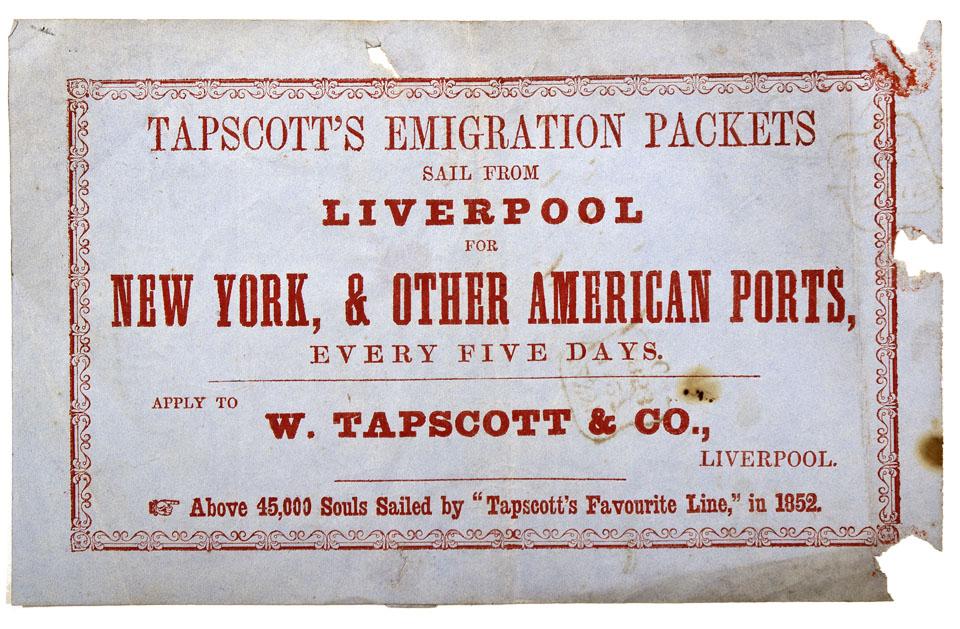 TAPSCOTT'S EMIGRATION PACKETS
SAIL FROM
LIVERPOOL
FOR
NEW YORK, & OTHER AMERICAN PORTS,
EVERY FIVE DAYS.
APPLY TO
W. TAPSCOTT & CO.,
LIVERPOOL.
☞ Above 45,000 Souls Sailed by "Tapscott's Favourite Line," in 1852.